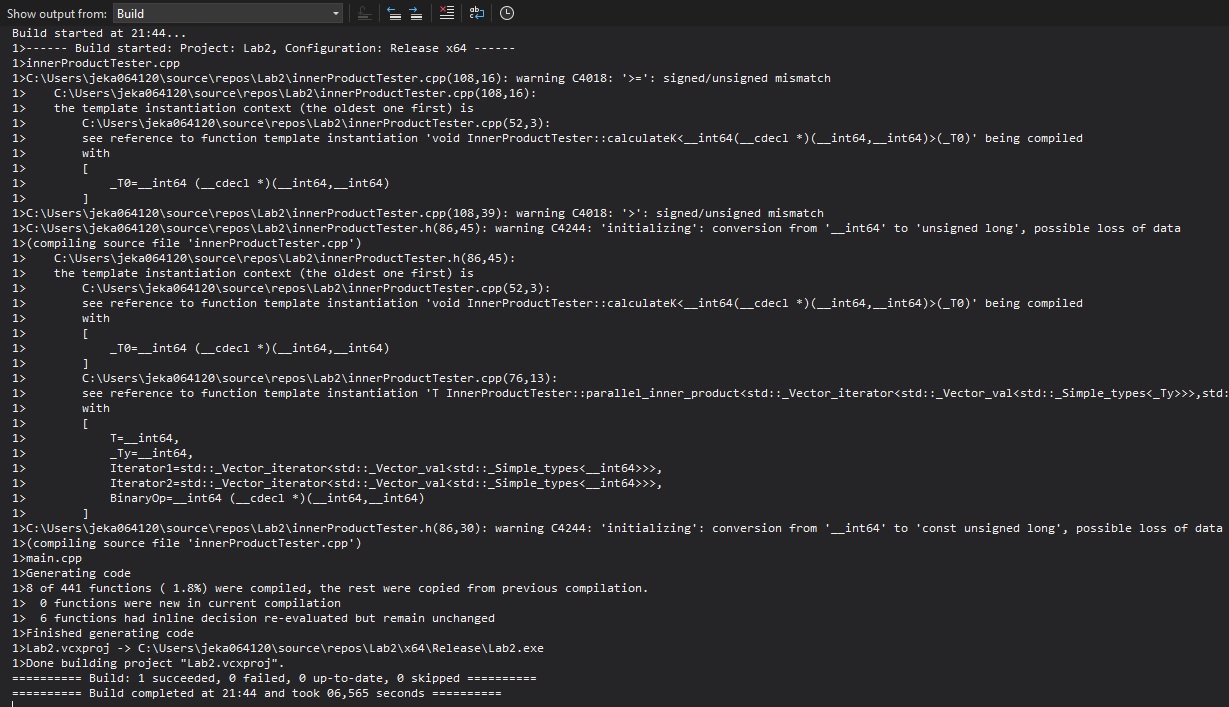 Show output from: Build
Build started at 21:44...
1>------ Build started: Project: Lab2, Configuration: Release x64 ------
1>innerProductTester.cpp
1>C:\Users\jeka064120\source\repos\Lab2\innerProductTester.cpp(108,16): warning C4018: '>=': signed/unsigned mismatch
1>    C:\Users\jeka064120\source\repos\Lab2\innerProductTester.cpp(108,16):
1>    the template instantiation context (the oldest one first) is
1>        C:\Users\jeka064120\source\repos\Lab2\innerProductTester.cpp(52,3):
1>        see reference to function template instantiation 'void InnerProductTester::calculateK<__int64(__cdecl *)(__int64,__int64)>(_T0)' being compiled
1>        with
1>        [
1>            _T0=__int64 (__cdecl *)(__int64,__int64)
1>        ]
1>C:\Users\jeka064120\source\repos\Lab2\innerProductTester.cpp(108,39): warning C4018: '>': signed/unsigned mismatch
1>C:\Users\jeka064120\source\repos\Lab2\innerProductTester.h(86,45): warning C4244: 'initializing': conversion from '__int64' to 'unsigned long', possible loss of data
1>(compiling source file 'innerProductTester.cpp')
1>    C:\Users\jeka064120\source\repos\Lab2\innerProductTester.h(86,45):
1>    the template instantiation context (the oldest one first) is
1>        C:\Users\jeka064120\source\repos\Lab2\innerProductTester.cpp(52,3):
1>        see reference to function template instantiation 'void InnerProductTester::calculateK<__int64(__cdecl *)(__int64,__int64)>(_T0)' being compiled
1>        with
1>        [
1>            _T0=__int64 (__cdecl *)(__int64,__int64)
1>        ]
1>        C:\Users\jeka064120\source\repos\Lab2\innerProductTester.cpp(76,13):
1>        see reference to function template instantiation 'T InnerProductTester::parallel_inner_product<std::_Vector_iterator<std::_Vector_val<std::_Simple_types<_Ty>>>,std:
1>        with
1>        [
1>            T=__int64,
1>            _Ty=__int64,
1>            Iterator1=std::_Vector_iterator<std::_Vector_val<std::_Simple_types<__int64>>>,
1>            Iterator2=std::_Vector_iterator<std::_Vector_val<std::_Simple_types<__int64>>>,
1>            BinaryOp=__int64 (__cdecl *)(__int64,__int64)
1>        ]
1>C:\Users\jeka064120\source\repos\Lab2\innerProductTester.h(86,30): warning C4244: 'initializing': conversion from '__int64' to 'const unsigned long', possible loss of data
1>(compiling source file 'innerProductTester.cpp')
1>main.cpp
1>Generating code
1>8 of 441 functions ( 1.8%) were compiled, the rest were copied from previous compilation.
1>  0 functions were new in current compilation
1>  6 functions had inline decision re-evaluated but remain unchanged
1>Finished generating code
1>Lab2.vcxproj -> C:\Users\jeka064120\source\repos\Lab2\x64\Release\Lab2.exe
1>Done building project "Lab2.vcxproj".
========== Build: 1 succeeded, 0 failed, 0 up-to-date, 0 skipped ==========
========== Build completed at 21:44 and took 06,565 seconds ==========